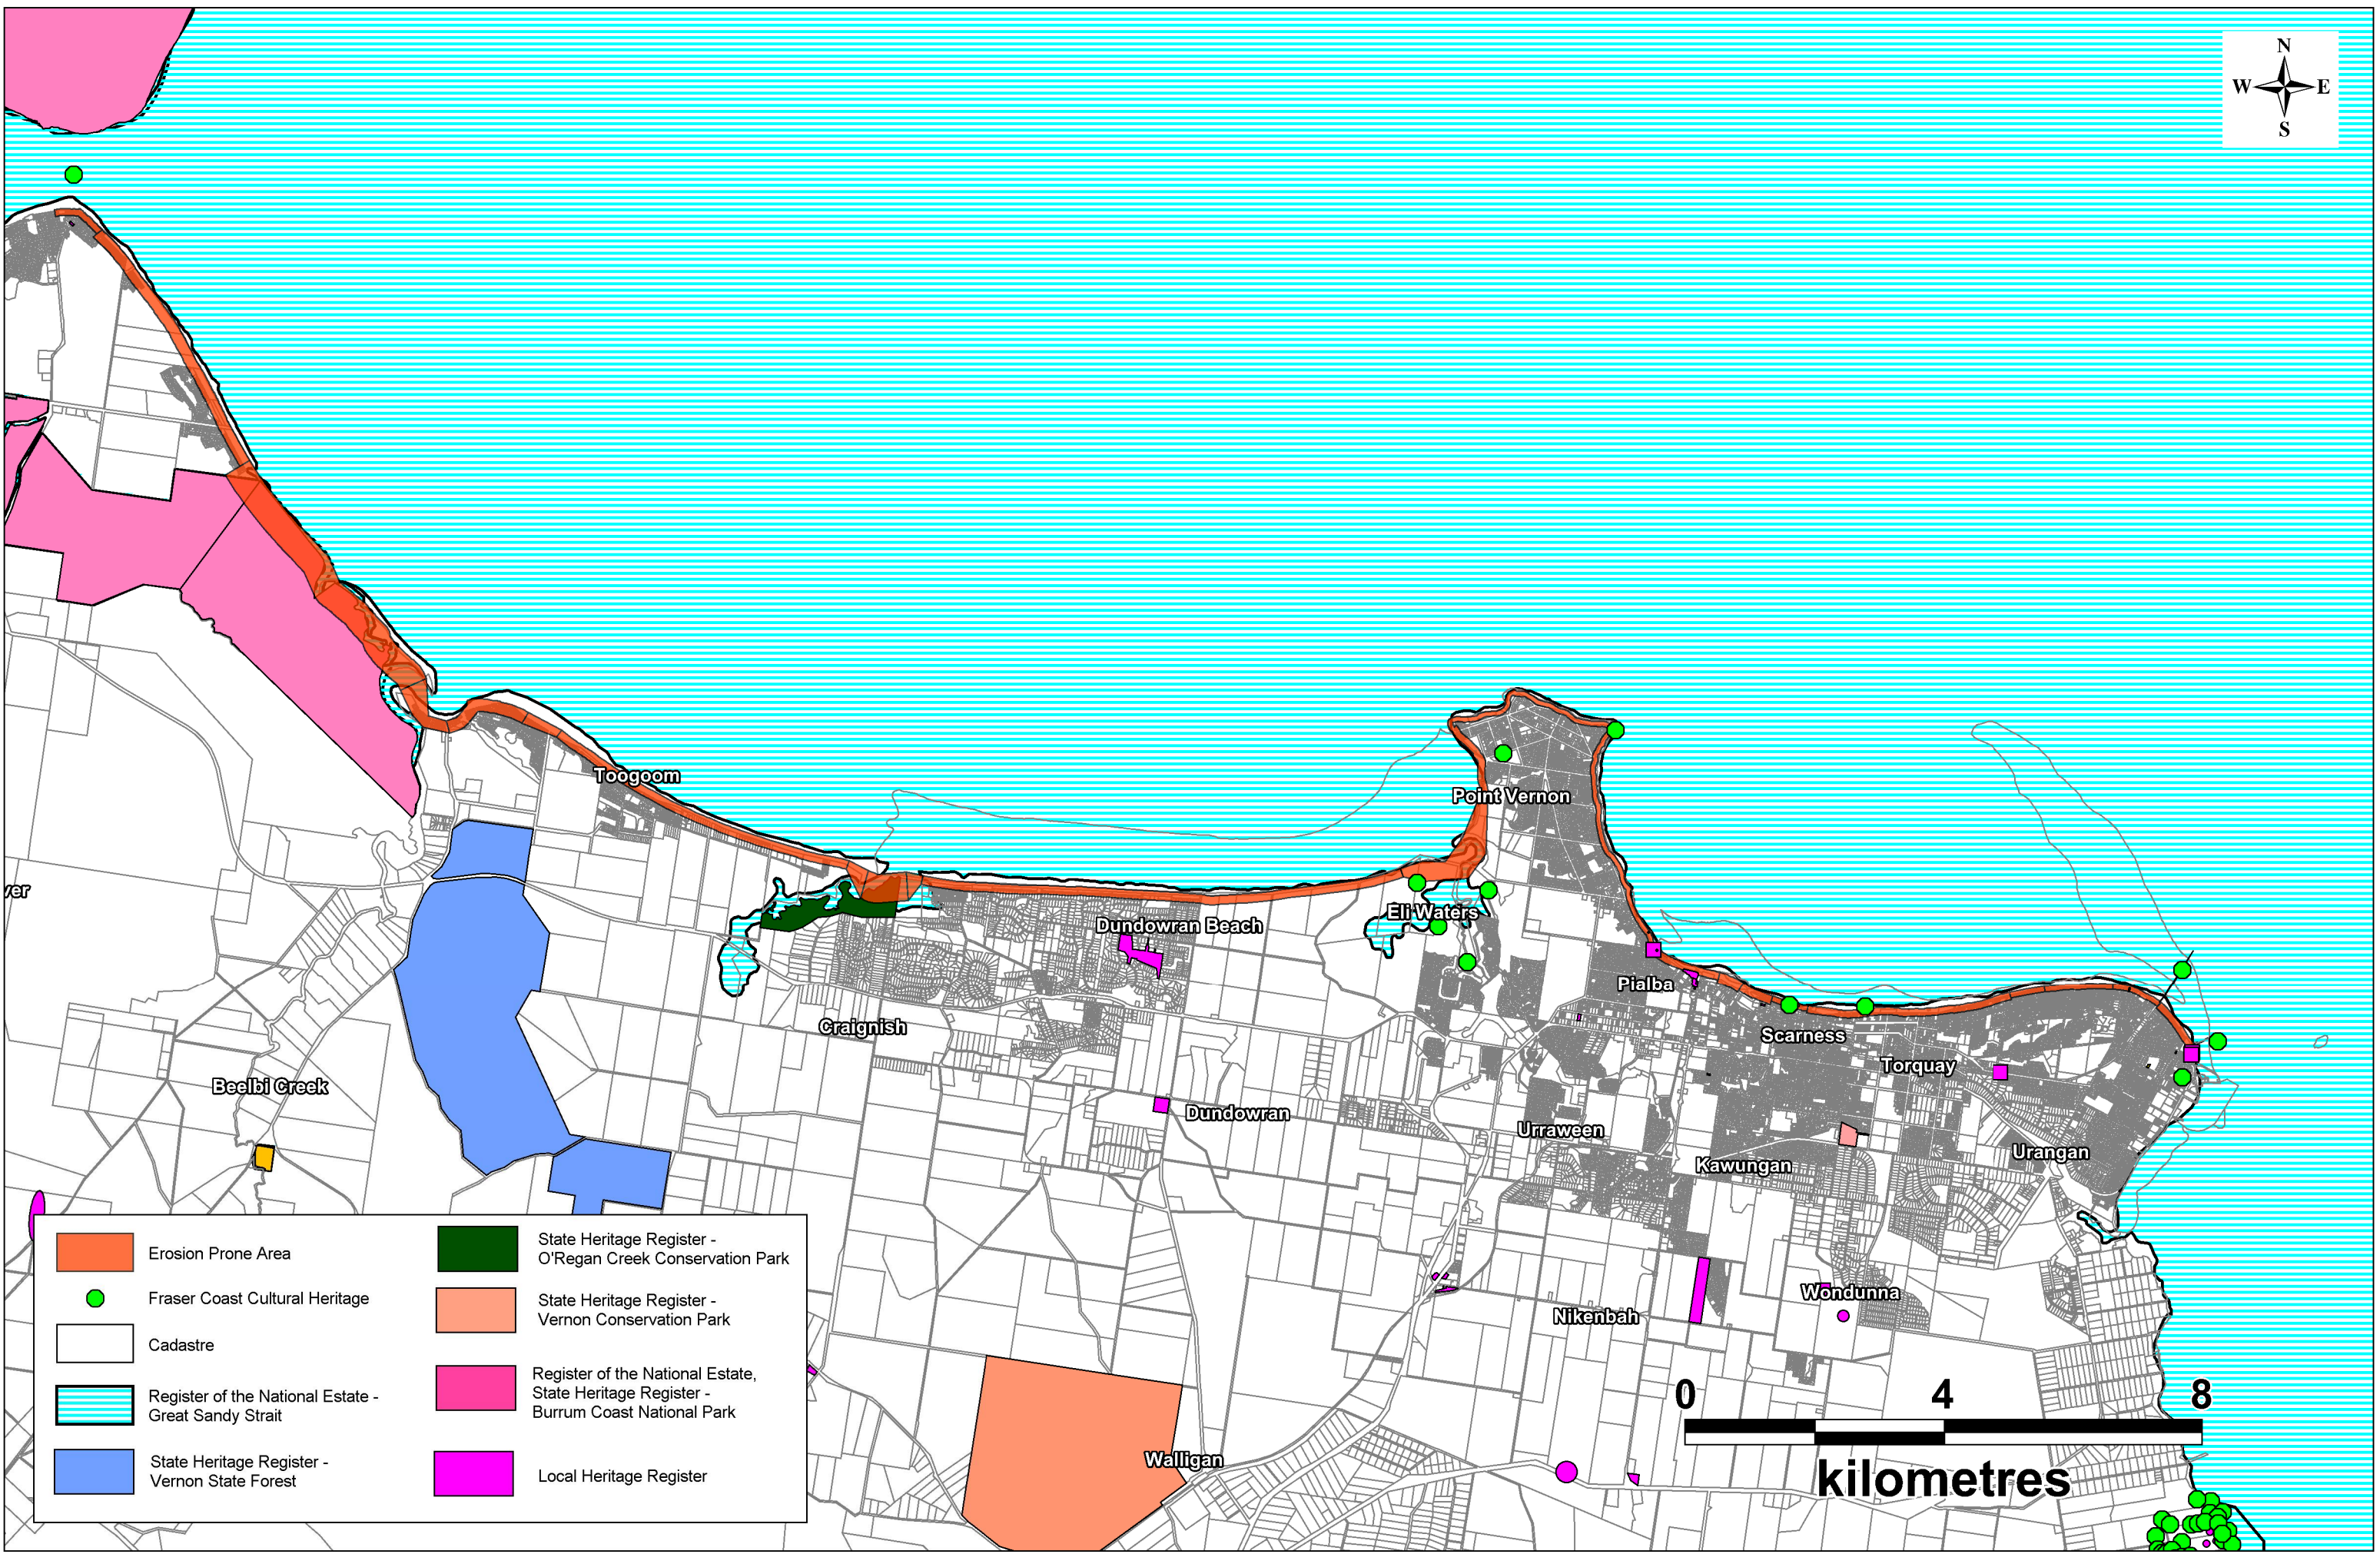 N
W E
S
Toogoom
Point Vernon
ver
Eli Waters
Dundowran Beach
Pialba
Craignish
Scarness
Torquay
Beelbi Creek
Dundowran
Urraween
Kawungan
Urangan
Wondunna
Nikenbah
Walligan
0 4 8
kilometres
Erosion Prone Area
Fraser Coast Cultural Heritage
Cadastre
Register of the National Estate -
Great Sandy Strait
State Heritage Register -
Vernon State Forest
State Heritage Register -
O'Regan Creek Conservation Park
State Heritage Register -
Vernon Conservation Park
Register of the National Estate,
State Heritage Register -
Burrum Coast National Park
Local Heritage Register